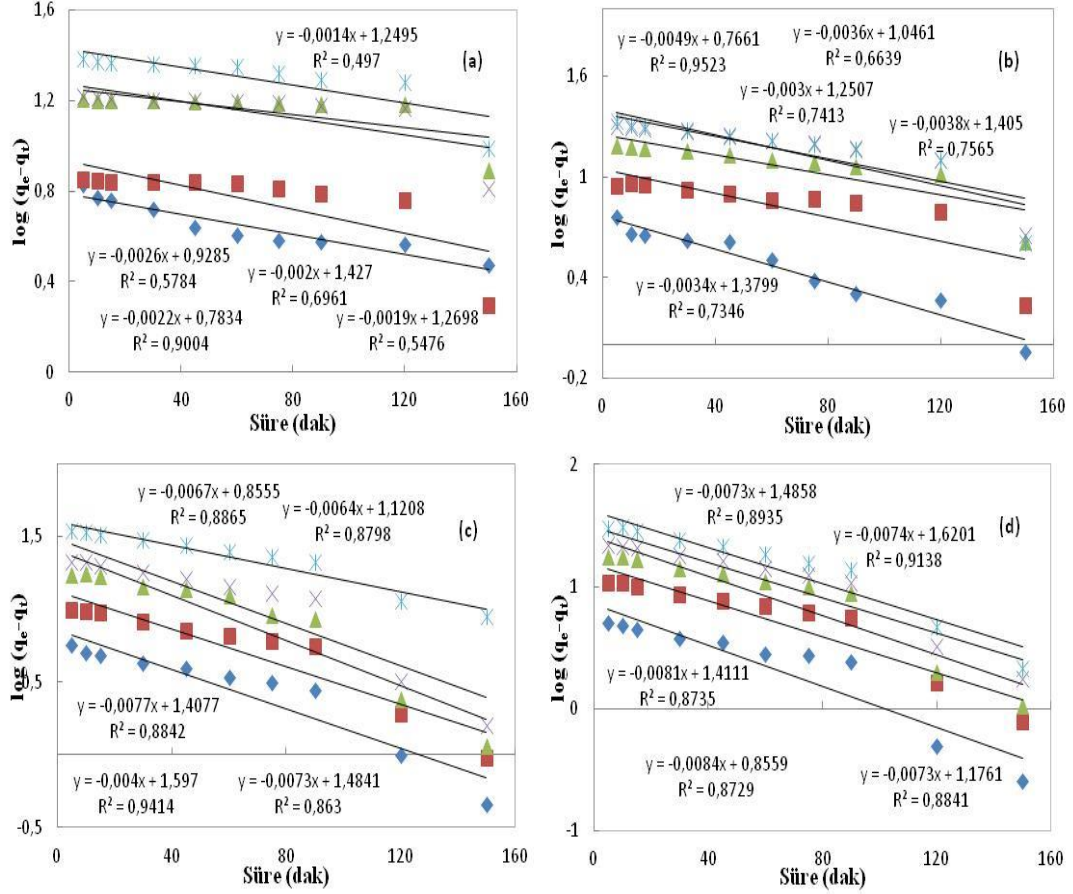 (a)
log (qe-qt)
1,6
1,2
0,8
0,4
0
y = -0,0014x + 1,2495
R² = 0,497
y = -0,0026x + 0,9285
R² = 0,5784
y = -0,002x + 1,427
R² = 0,6961
y = -0,0022x + 0,7834
R² = 0,9004
y = -0,0019x + 1,2698
R² = 0,5476
0 40 80 120 160
Süre (dak)
(b)
log (qe-qt)
1,6
1
0,4
-0,2
y = -0,0049x + 0,7661
R² = 0,9523
y = -0,0036x + 1,0461
R² = 0,6639
y = -0,003x + 1,2507
R² = 0,7413
y = -0,0038x + 1,405
R² = 0,7565
y = -0,0034x + 1,3799
R² = 0,7346
0 40 80 120 160
Süre (dak)
(c)
log (qe-qt)
1,5
0,5
-0,5
y = -0,0067x + 0,8555
R² = 0,8865
y = -0,0064x + 1,1208
R² = 0,8798
y = -0,0077x + 1,4077
R² = 0,8842
y = -0,004x + 1,597
R² = 0,9414
y = -0,0073x + 1,4841
R² = 0,863
0 40 80 120 160
Süre (dak)
(d)
log (qe-qt)
2
1
0
-1
y = -0,0073x + 1,4858
R² = 0,8935
y = -0,0074x + 1,6201
R² = 0,9138
y = -0,0081x + 1,4111
R² = 0,8735
y = -0,0084x + 0,8559
R² = 0,8729
y = -0,0073x + 1,1761
R² = 0,8841
0 40 80 120 160
Süre (dak)